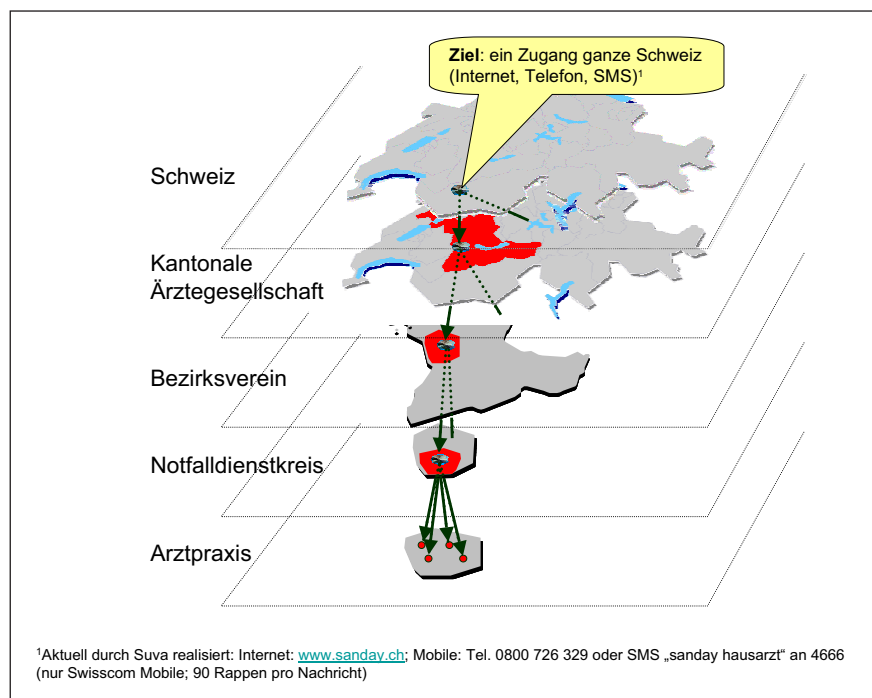 Ziel: ein Zugang ganze Schweiz
(Internet, Telefon, SMS)¹
Schweiz
Kantonale
Ärztegesellschaft
Bezirksverein
Notfalldienstkreis
Arztpraxis
¹Aktuell durch Suva realisiert: Internet: www.sanday.ch; Mobile: Tel. 0800 726 329 oder SMS „sanday hausarzt“ an 4666
(nur Swisscom Mobile; 90 Rappen pro Nachricht)